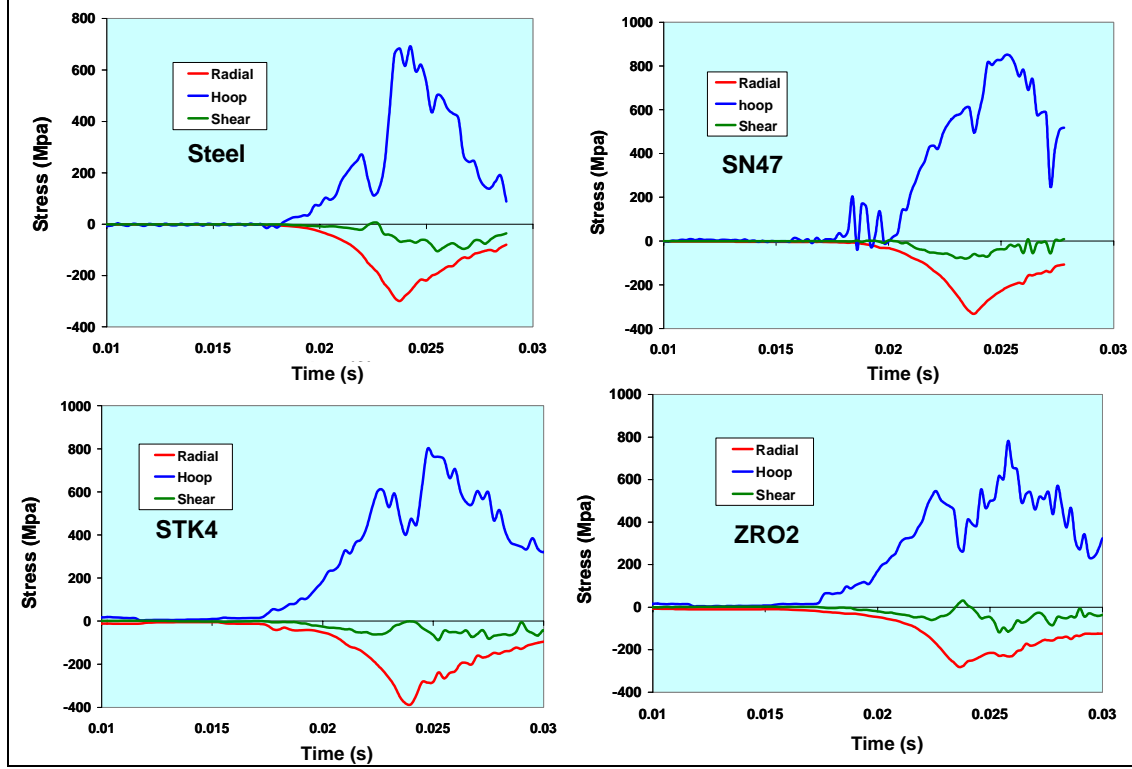 800
600
400
200
0
-200
-400
0.01
0.015
0.02
0.025
0.03
Stress (Mpa)
Time (s)
Radial
Hoop
Shear
Steel
1000
800
600
400
200
0
-200
-400
0.01
0.015
0.02
0.025
0.03
Stress (Mpa)
Time (s)
Radial
hoop
Shear
SN47
1000
800
600
400
200
0
-200
-400
0.01
0.015
0.02
0.025
0.03
Stress (Mpa)
Time (s)
Radial
Hoop
Shear
STK4
1000
800
600
400
200
0
-200
-400
0.01
0.015
0.02
0.025
0.03
Stress (Mpa)
Time (s)
Radial
Hoop
Shear
ZRO2